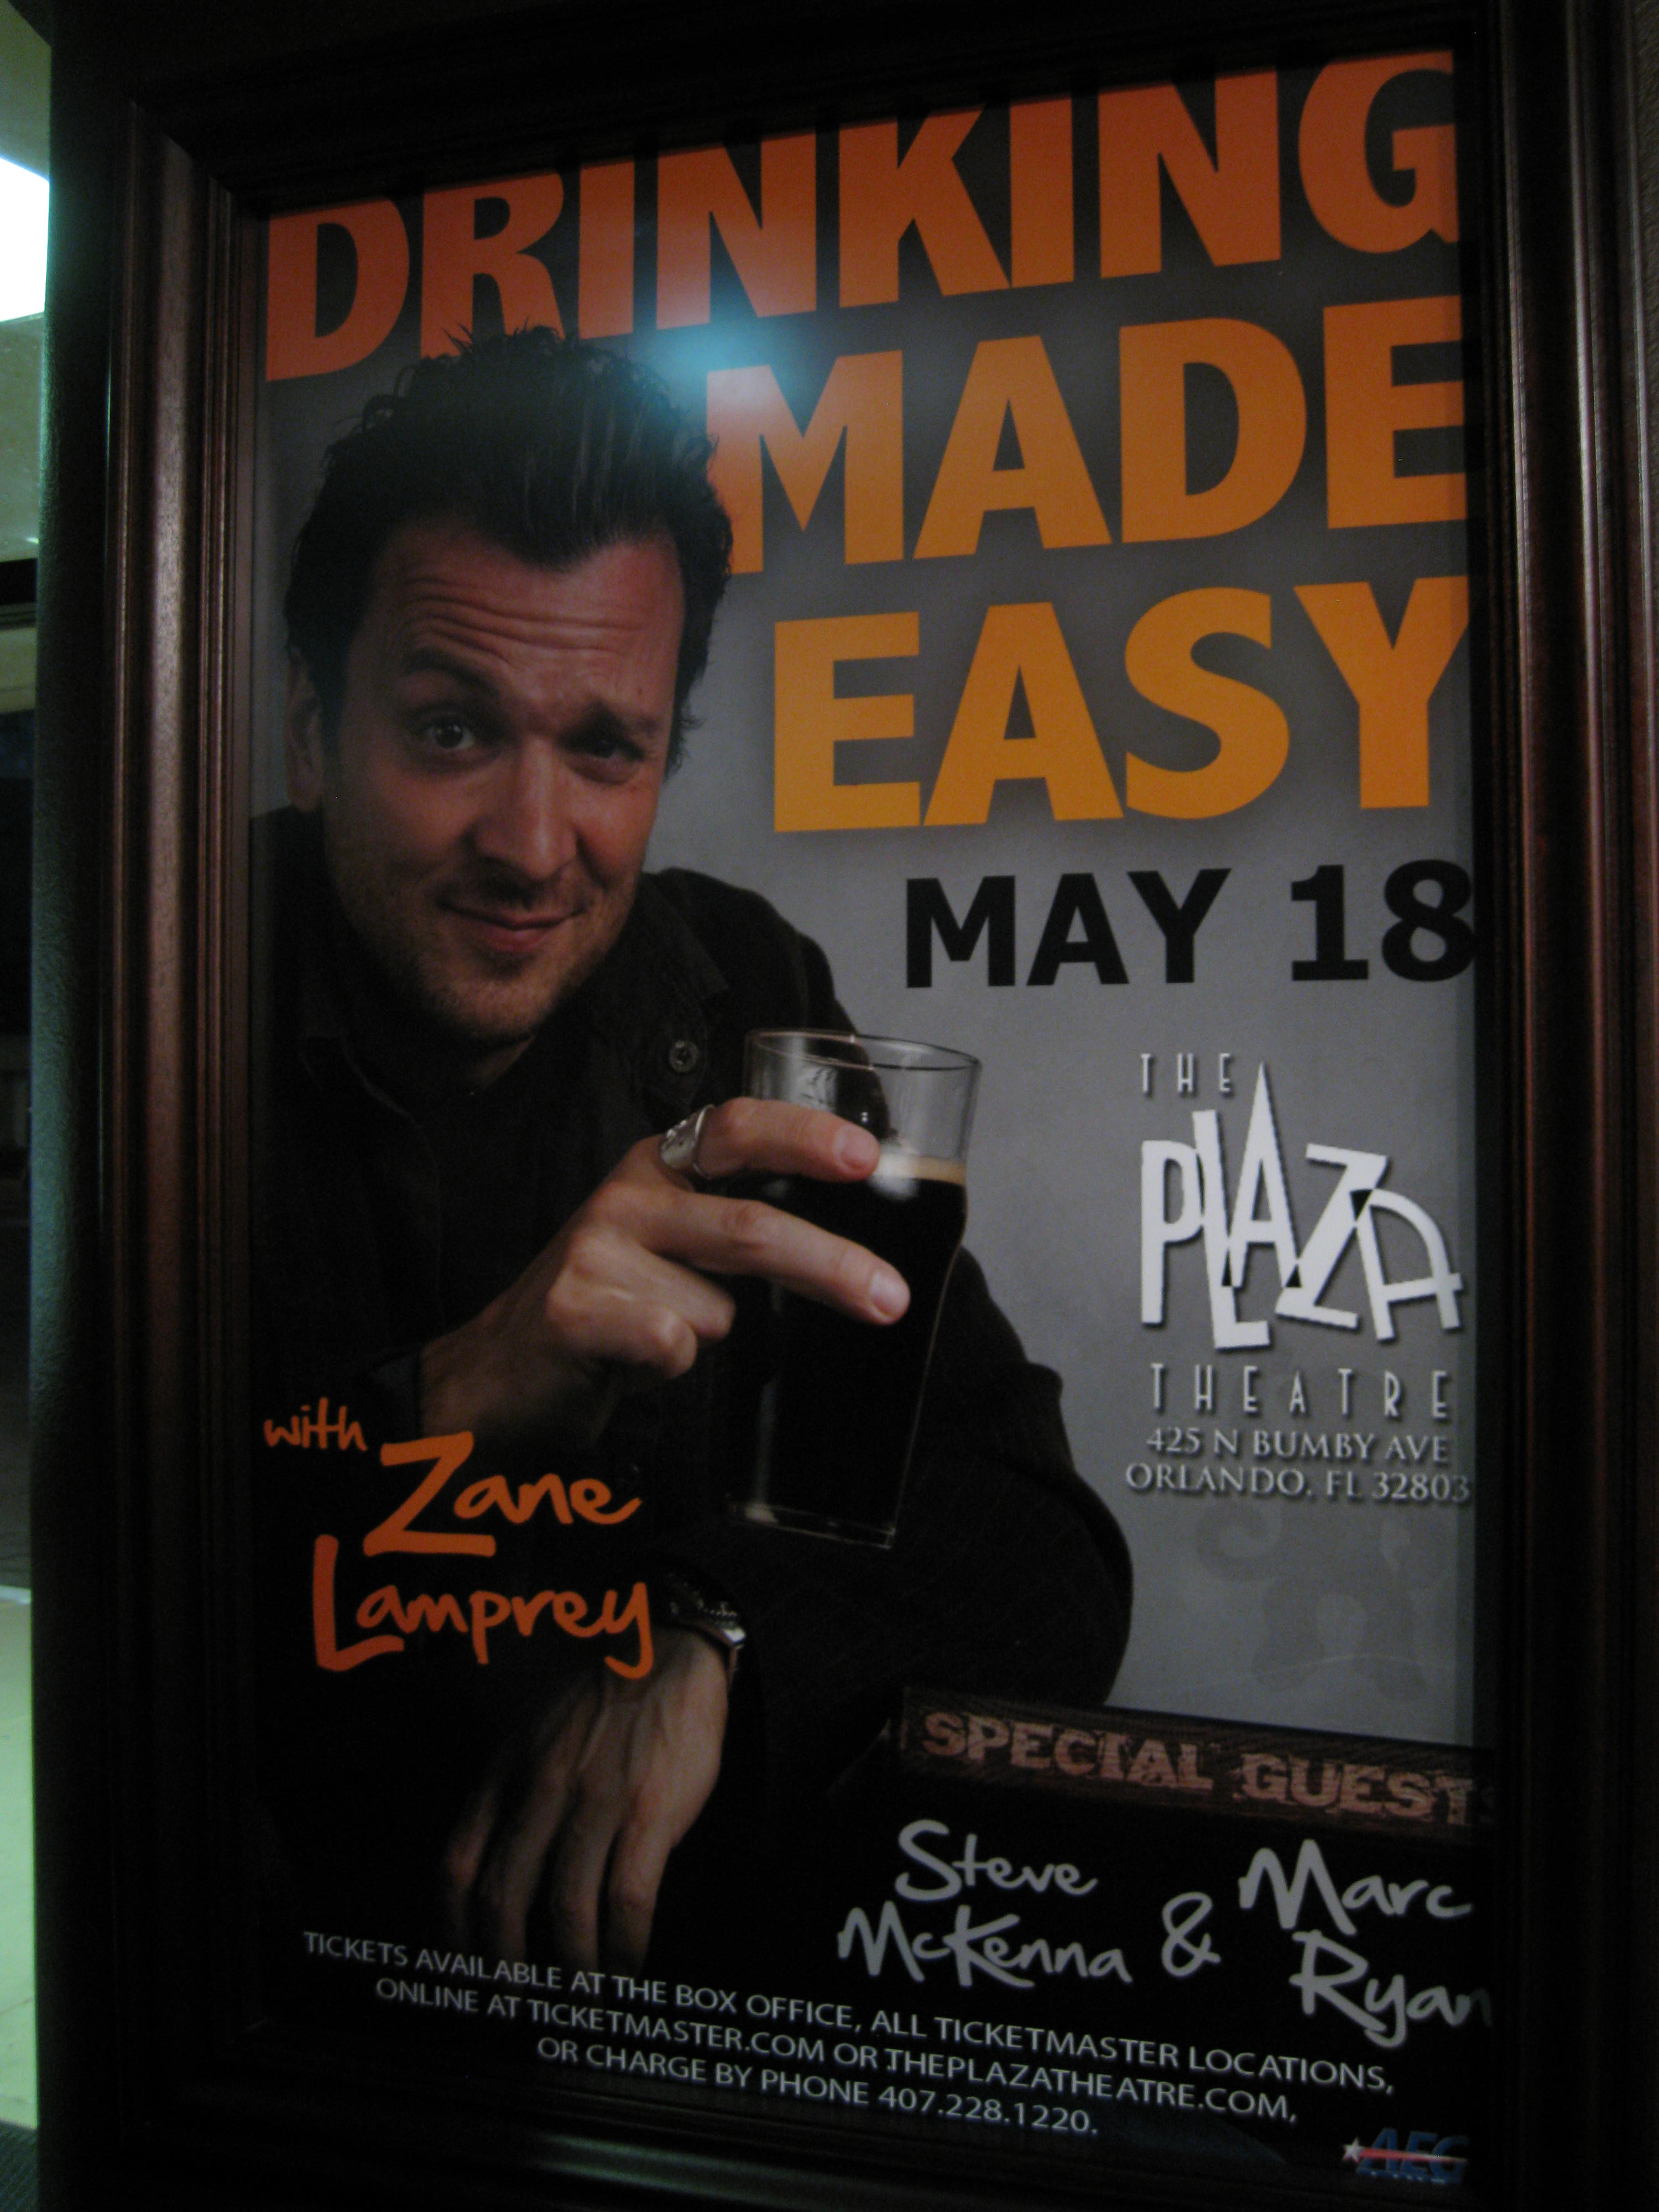 DRINKING
MADE
EASY
MAY 18
THE
PLAZA
THEATRE
425 N BUMBY AVE
ORLANDO, FL 32803
with
Zane
Lamprey
SPECIAL GUESTS
Steve
McKenna
&
Marc
Ryan
TICKETS AVAILABLE AT THE BOX OFFICE, ALL TICKETMASTER LOCATIONS,
ONLINE AT TICKETMASTER.COM OR THEPLAZATHEATRE.COM,
OR CHARGE BY PHONE 407.228.1220.
AEG